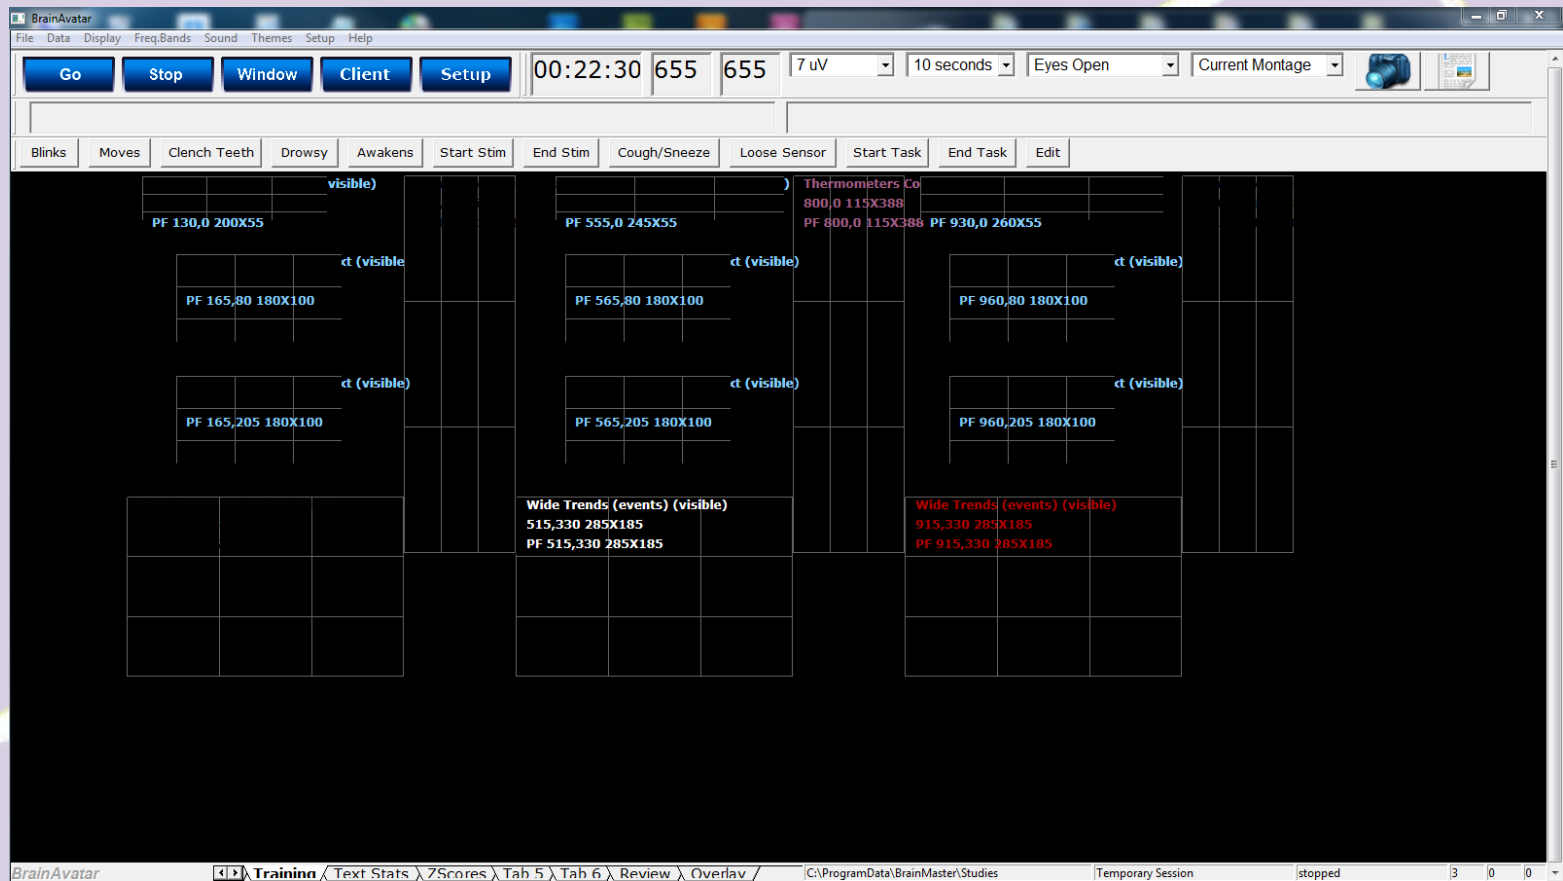 BrainAvatar
File Data Display Freq.Bands Sound Themes Setup Help
Go Stop Window Client Setup 00:22:30 655 655 7 uV 10 seconds Eyes Open Current Montage
Blinks Moves Clench Teeth Drowsy Awakens Start Stim End Stim Cough/Sneeze Loose Sensor Start Task End Task Edit
visible) ) Thermometers Co
800,0 115X388
PF 130,0 200X55 PF 555,0 245X55 PF 800,0 115X388 PF 930,0 260X55
ct (visible ct (visible) ct (visible)
PF 165,80 180X100 PF 565,80 180X100 PF 960,80 180X100
ct (visible) ct (visible) ct (visible)
PF 165,205 180X100 PF 565,205 180X100 PF 960,205 180X100
Wide Trends (events) (visible) Wide Trends (events) (visible)
515,330 285X185 915,330 285X185
PF 515,330 285X185 PF 915,330 285X185
BrainAvatar Training Text Stats ZScores Tab 5 Tab 6 Review Overlay C:\ProgramData\BrainMaster\Studies Temporary Session stopped 3 0 0